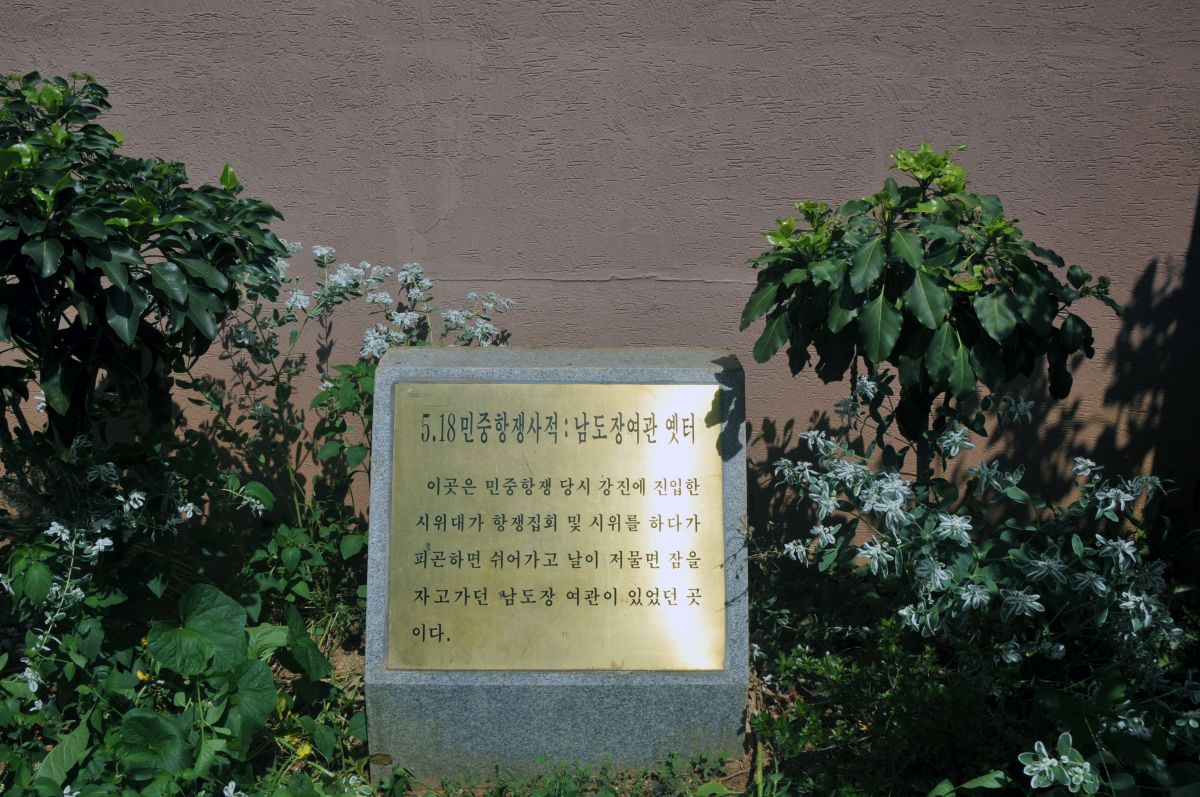 5.18민중항쟁사적:남도장여관 옛터
이곳은 민중항쟁 당시 강진에 진입한
시위대가 항쟁집회 및 시위를 하다가
피곤하면 쉬어가고 날이 저물면 잠을
자고가던 남도장 여관이 있었던 곳
이다.